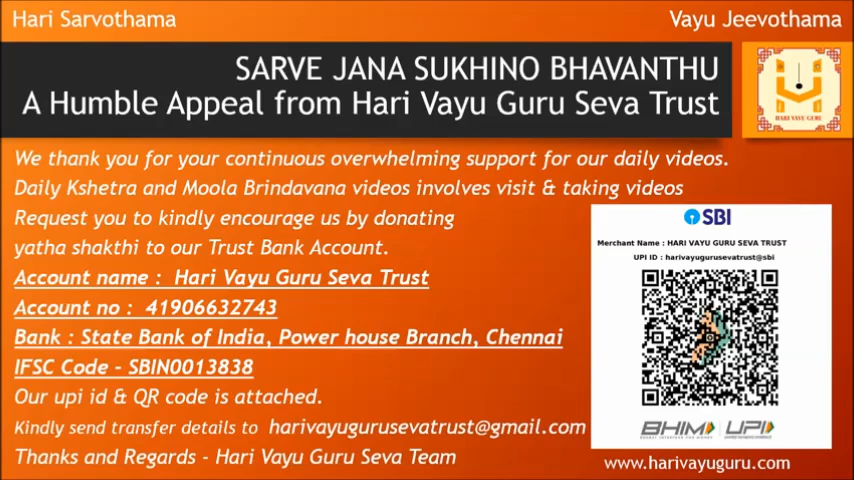 Hari Sarvothama
Vayu Jeevothama
SARVE JANA SUKHINO BHAVANTHU
A Humble Appeal from Hari Vayu Guru Seva Trust
HARI VAYU GURU
We thank you for your continuous overwhelming support for our daily videos.
Daily Kshetra and Moola Brindavana videos involves visit & taking videos
Request you to kindly encourage us by donating
yatha shakthi to our Trust Bank Account.
Account name : Hari Vayu Guru Seva Trust
Account no : 41906632743
Bank : State Bank of India, Power house Branch, Chennai
IFSC Code - SBIN0013838
Our upi id & QR code is attached.
Kindly send transfer details to harivayugurusevatrust@gmail.com
Thanks and Regards - Hari Vayu Guru Seva Team
SBI
Merchant Name : HARI VAYU GURU SEVA TRUST
UPI ID : harivayugurusevatrust@sbi
BHIM UPI
www.harivayuguru.com